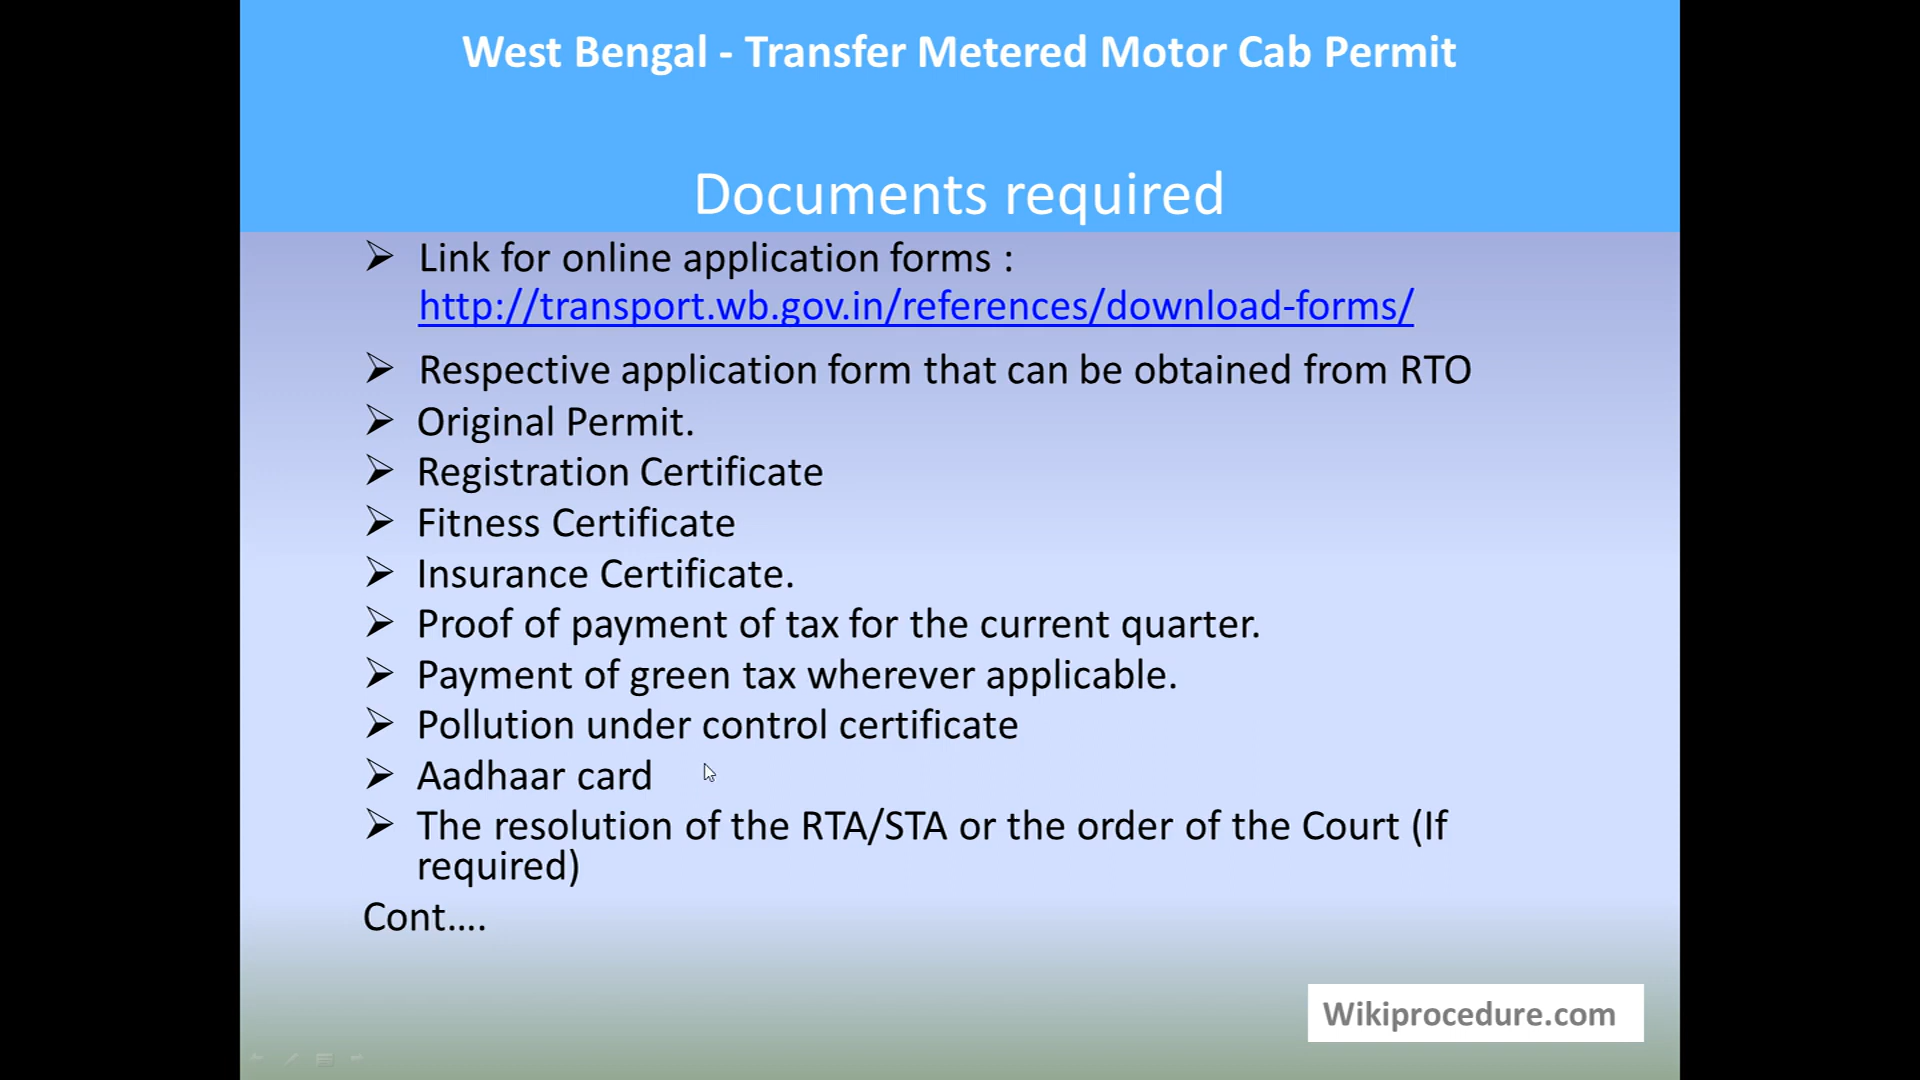 West Bengal - Transfer Metered Motor Cab Permit
Documents required
➢ Link for online application forms :
http://transport.wb.gov.in/references/download-forms/
➢ Respective application form that can be obtained from RTO
➢ Original Permit.
➢ Registration Certificate
➢ Fitness Certificate
➢ Insurance Certificate.
➢ Proof of payment of tax for the current quarter.
➢ Payment of green tax wherever applicable.
➢ Pollution under control certificate
➢ Aadhaar card
➢ The resolution of the RTA/STA or the order of the Court (If
required)
Cont....
Wikiprocedure.com